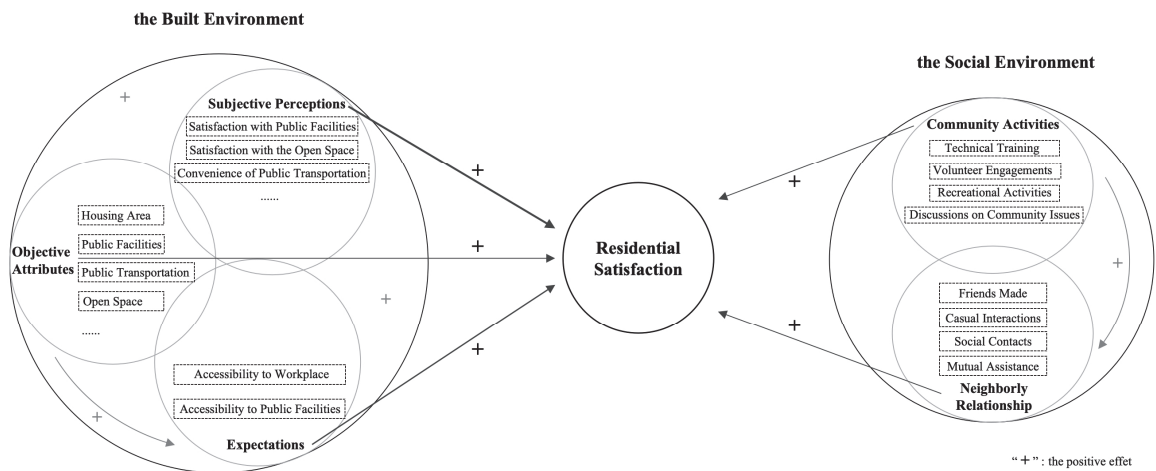 the Built Environment
+
Subjective Perceptions
Satisfaction with Public Facilities
Satisfaction with the Open Space
Convenience of Public Transportation
......
Objective
Attributes
Housing Area
Public Facilities
Public Transportation
Open Space
......
+
+
Accessibility to Workplace
Accessibility to Public Facilities
Expectations
+
+
+
Residential
Satisfaction
+
+
the Social Environment
Community Activities
Technical Training
Volunteer Engagements
Recreational Activities
Discussions on Community Issues
+
Friends Made
Casual Interactions
Social Contacts
Mutual Assistance
Neighborly
Relationship
“ + ” : the positive effet